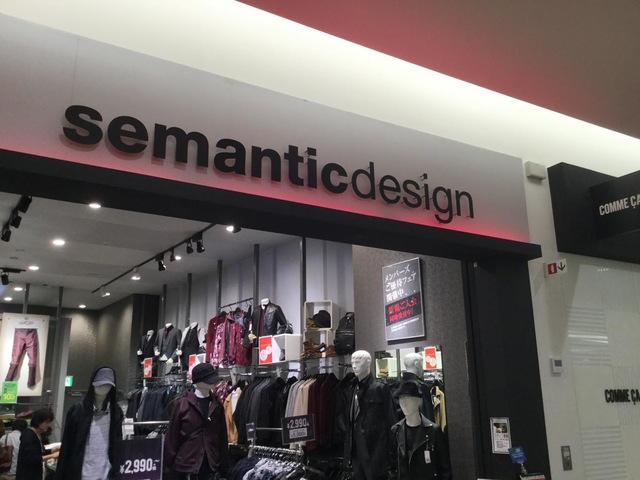 semanticdesign
COMME ÇA
メンバーズ
ご優待フェア
開催中
COMME ÇA
¥2,990
¥2,990